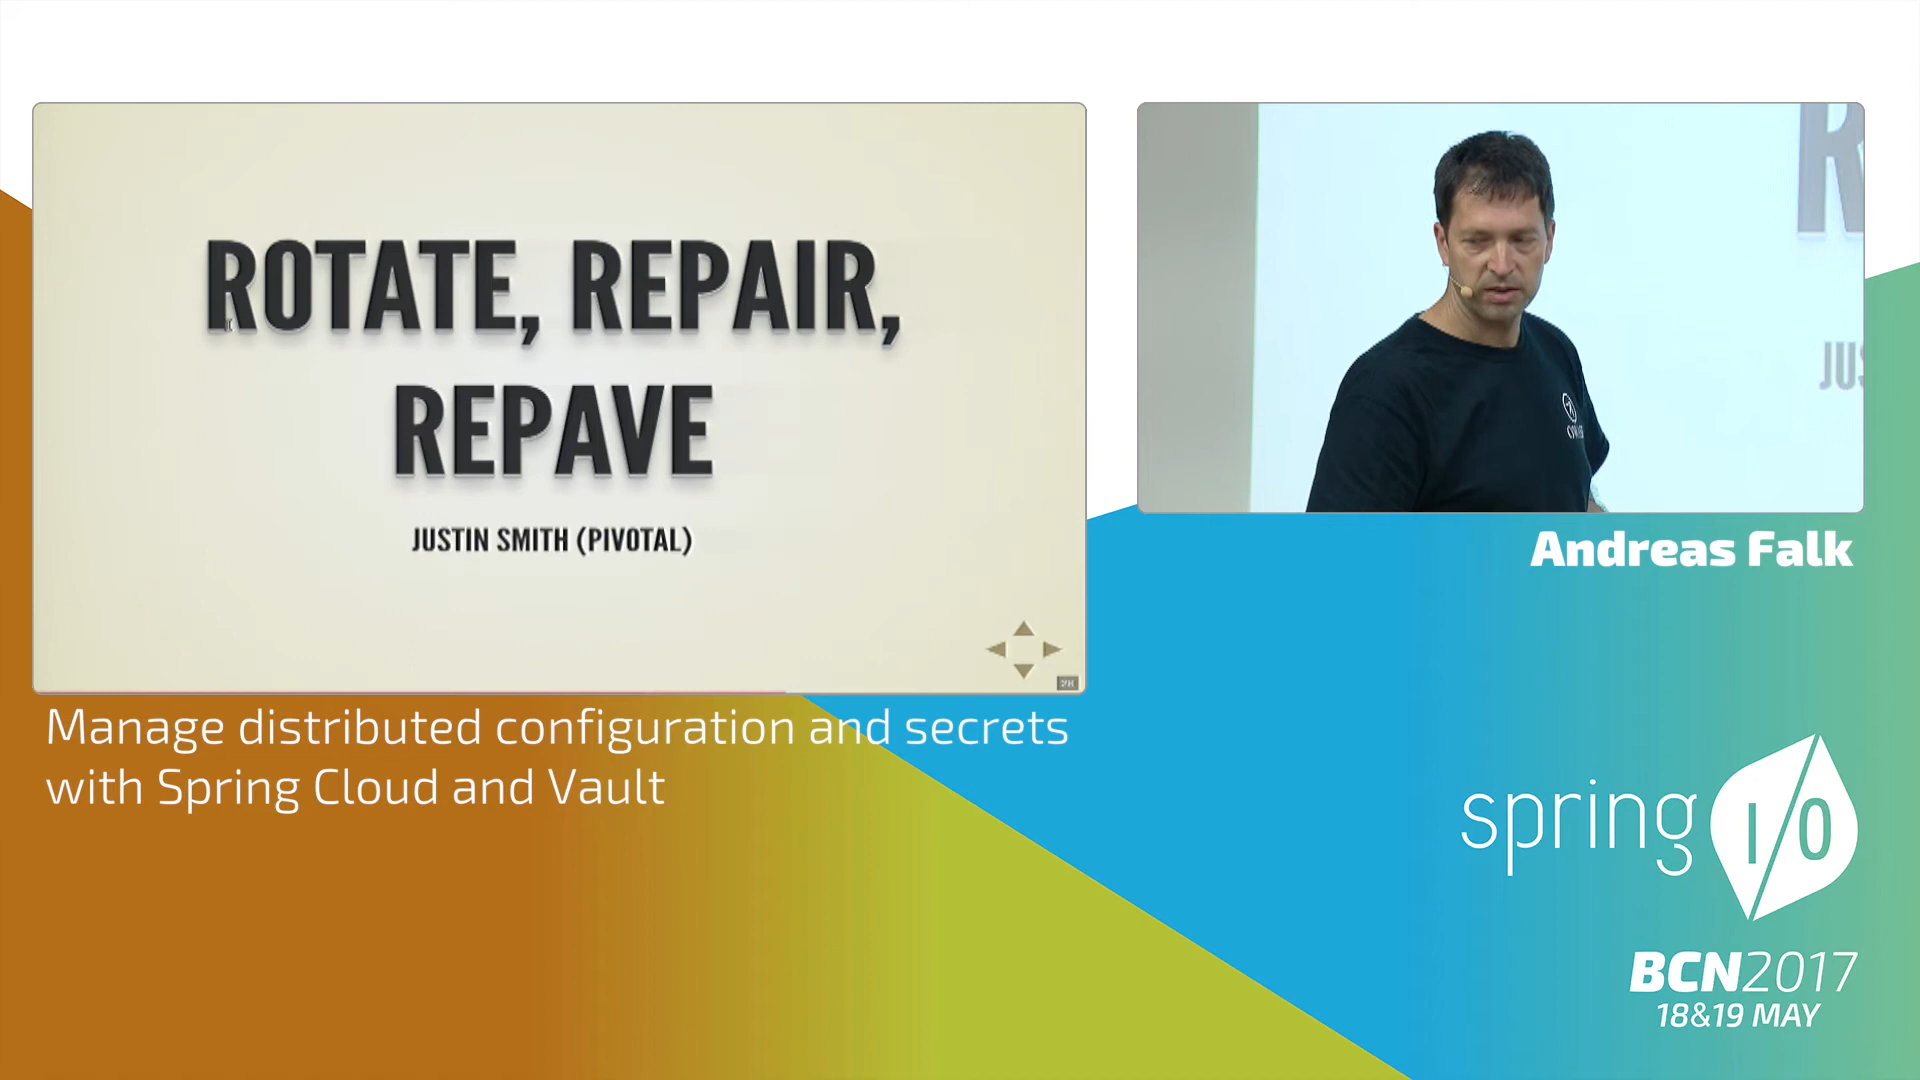 ROTATE, REPAIR,
REPAVE
JUSTIN SMITH (PIVOTAL)
R
JUS
Andreas Falk
Manage distributed configuration and secrets
with Spring Cloud and Vault
spring I/O
BCN2017
18&19 MAY